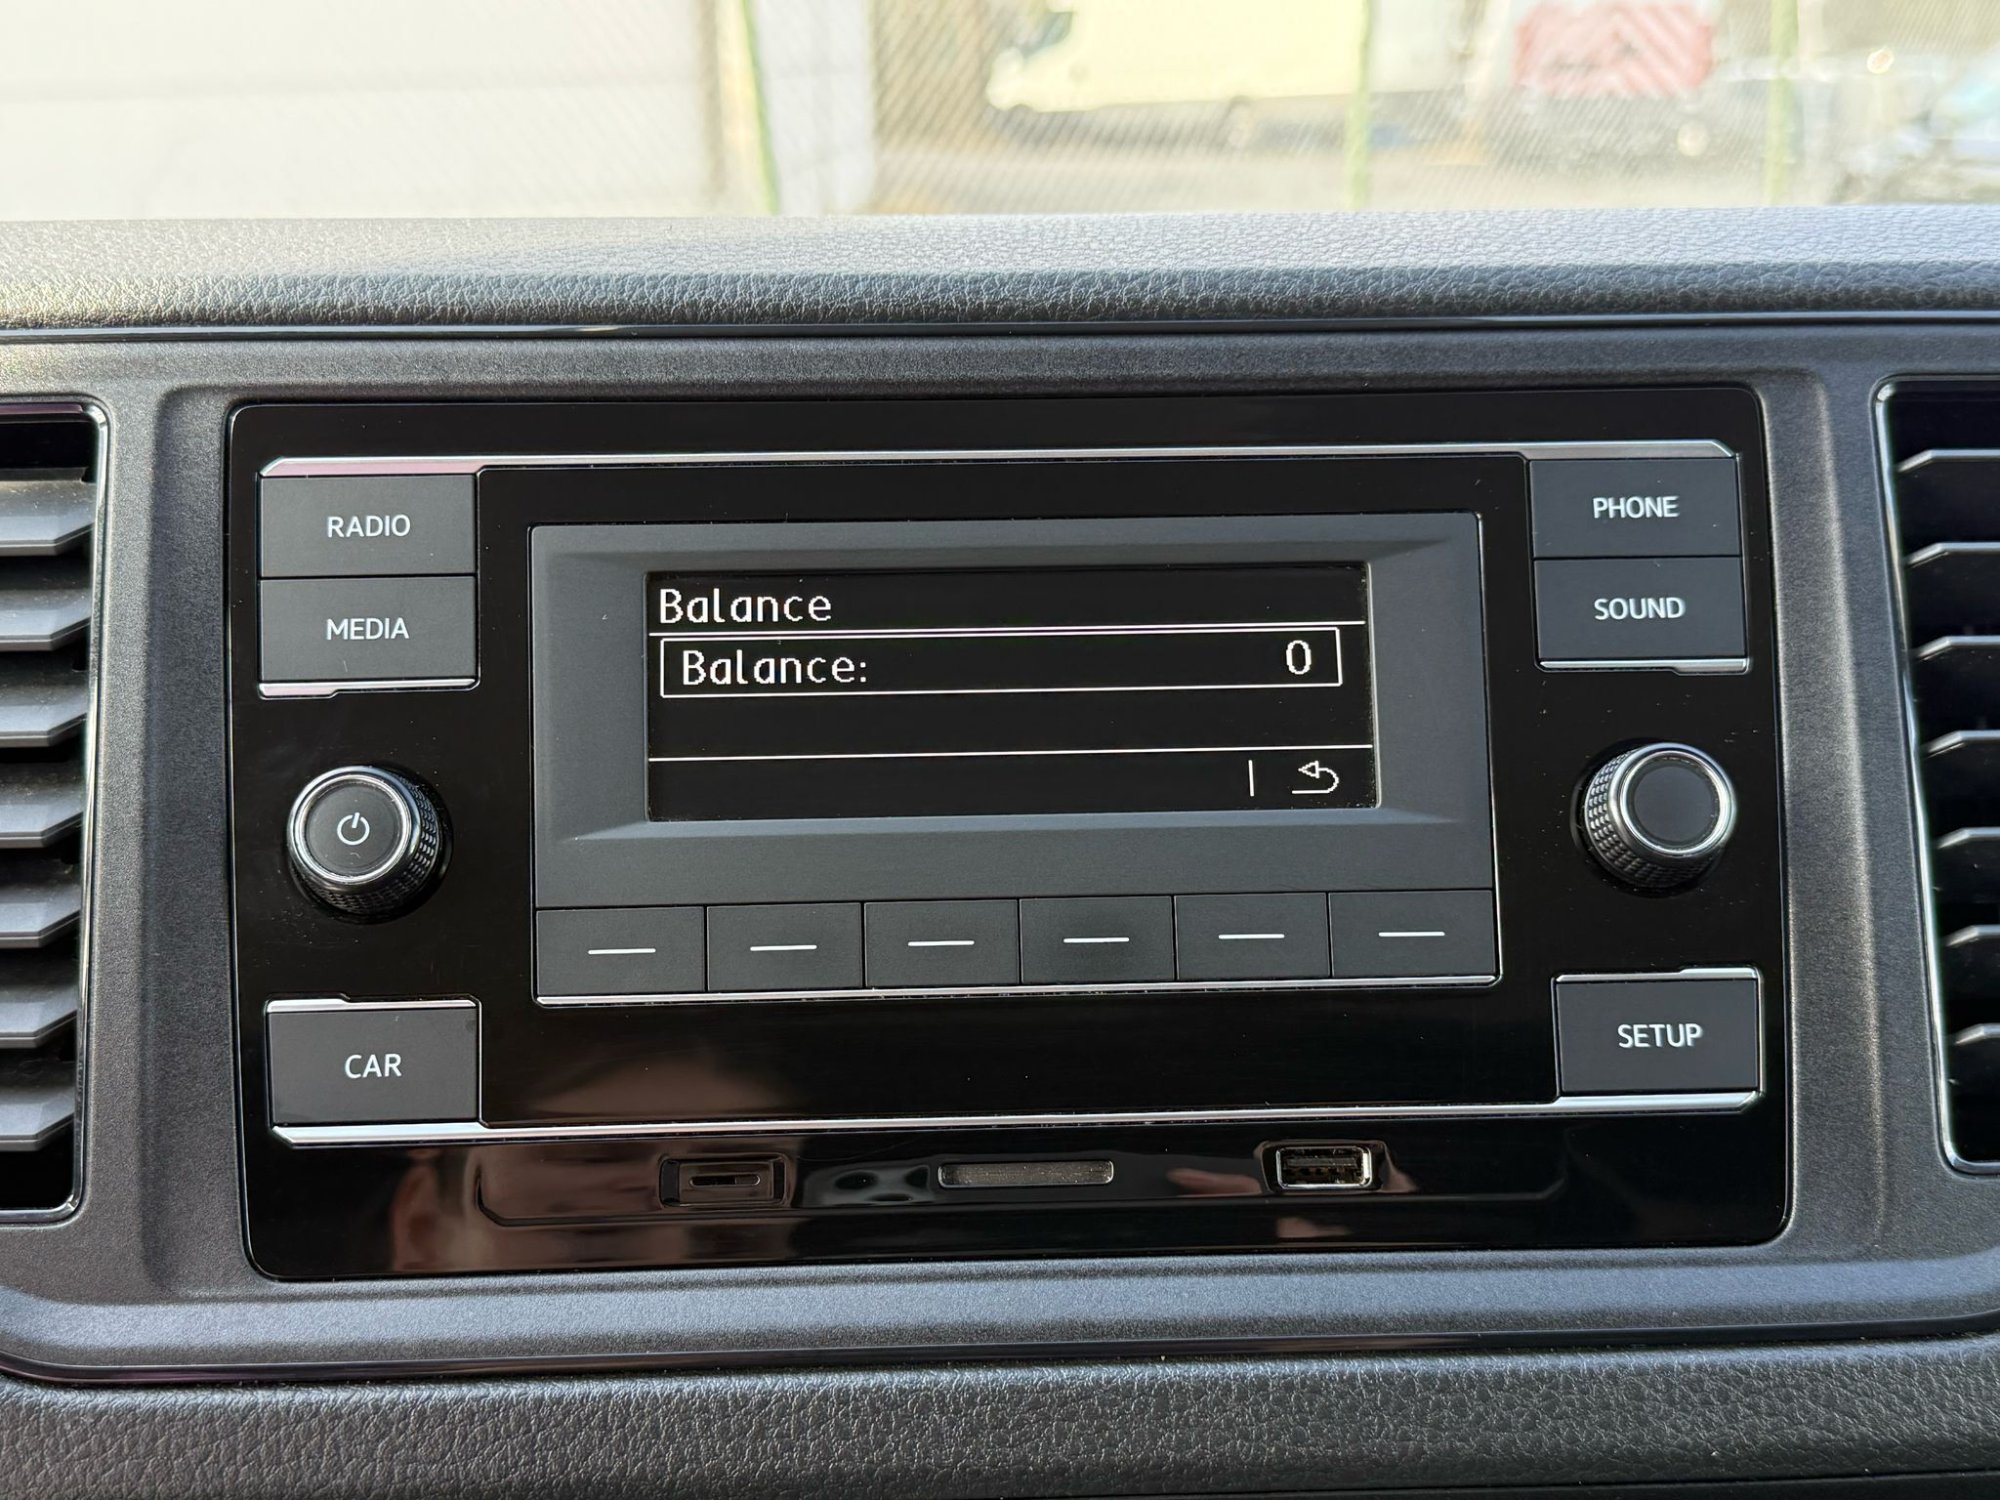 RADIO
MEDIA
Balance
Balance: 0
PHONE
SOUND
CAR
SETUP